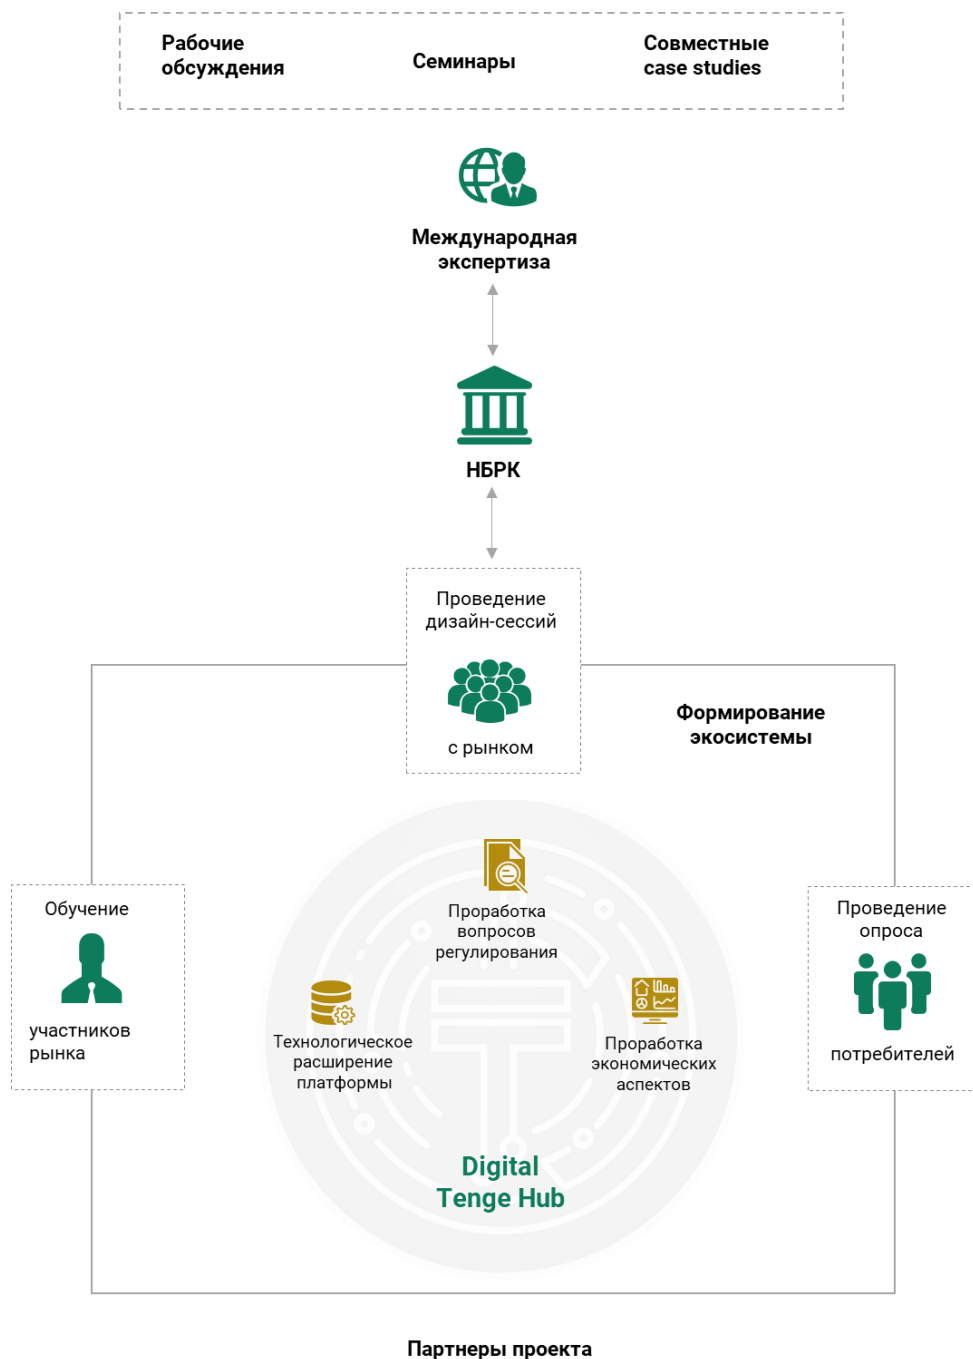 Рабочие
обсуждения
Семинары
Совместные
case studies
Международная
экспертиза
НБРК
Проведение
дизайн-сессий
с рынком
Формирование
экосистемы
Обучение
участников
рынка
Проработка
вопросов
регулирования
Проведение
опроса
потребителей
Технологическое
расширение
платформы
Проработка
экономических
аспектов
Digital
Tenge Hub
Партнеры проекта